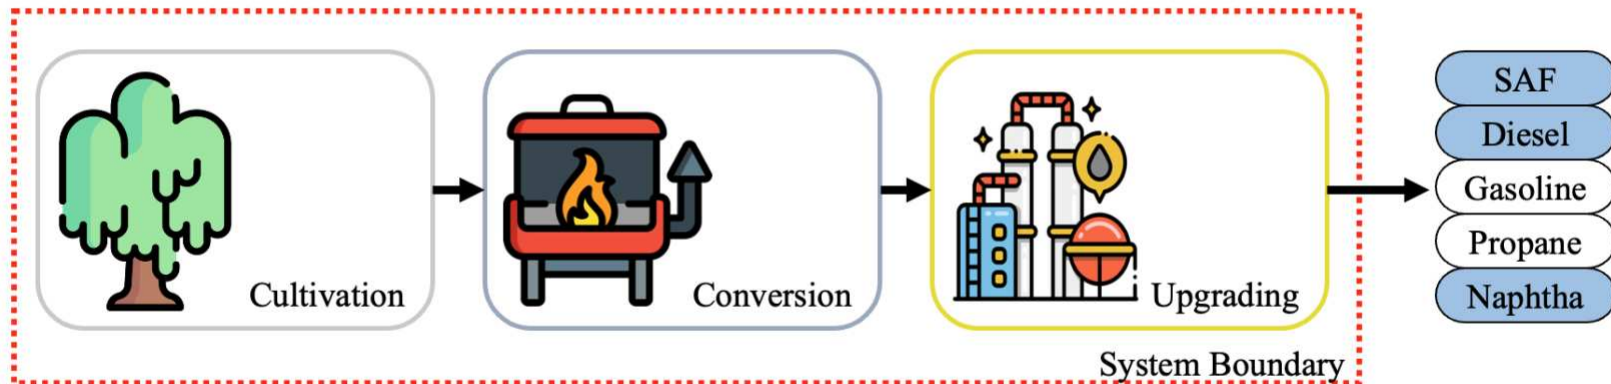 Cultivation
Conversion
Upgrading
System Boundary
SAF
Diesel
Gasoline
Propane
Naphtha